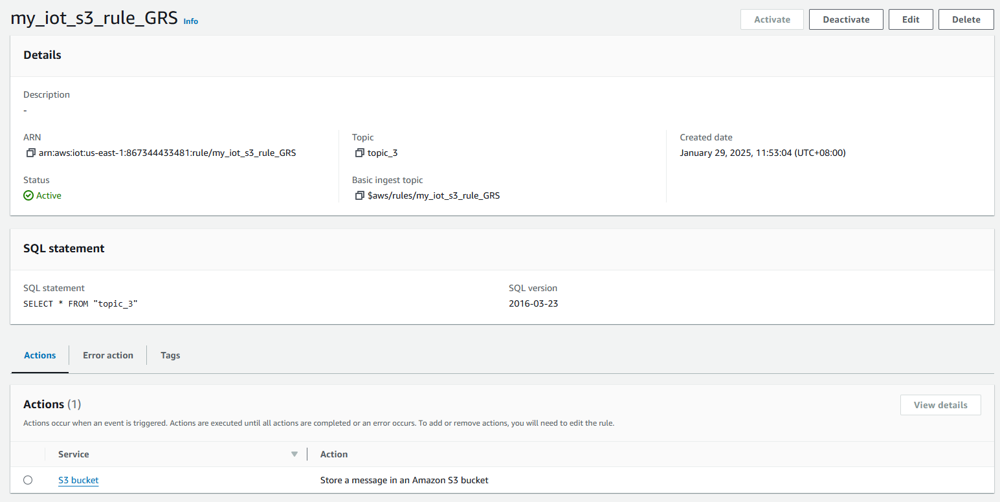 my_iot_s3_rule_GRS Info
Activate Deactivate Edit Delete
Details
Description
-
ARN Topic Created date
arn:aws:iot:us-east-1:867344433481:rule/my_iot_s3_rule_GRS topic_3 January 29, 2025, 11:53:04 (UTC+08:00)
Status Basic ingest topic
Active $aws/rules/my_iot_s3_rule_GRS
SQL statement
SQL statement SQL version
SELECT * FROM "topic_3" 2016-03-23
Actions Error action Tags
Actions (1) View details
Actions occur when an event is triggered. Actions are executed until all actions are completed or an error occurs. To add or remove actions, you will need to edit the rule.
Service Action
S3 bucket Store a message in an Amazon S3 bucket